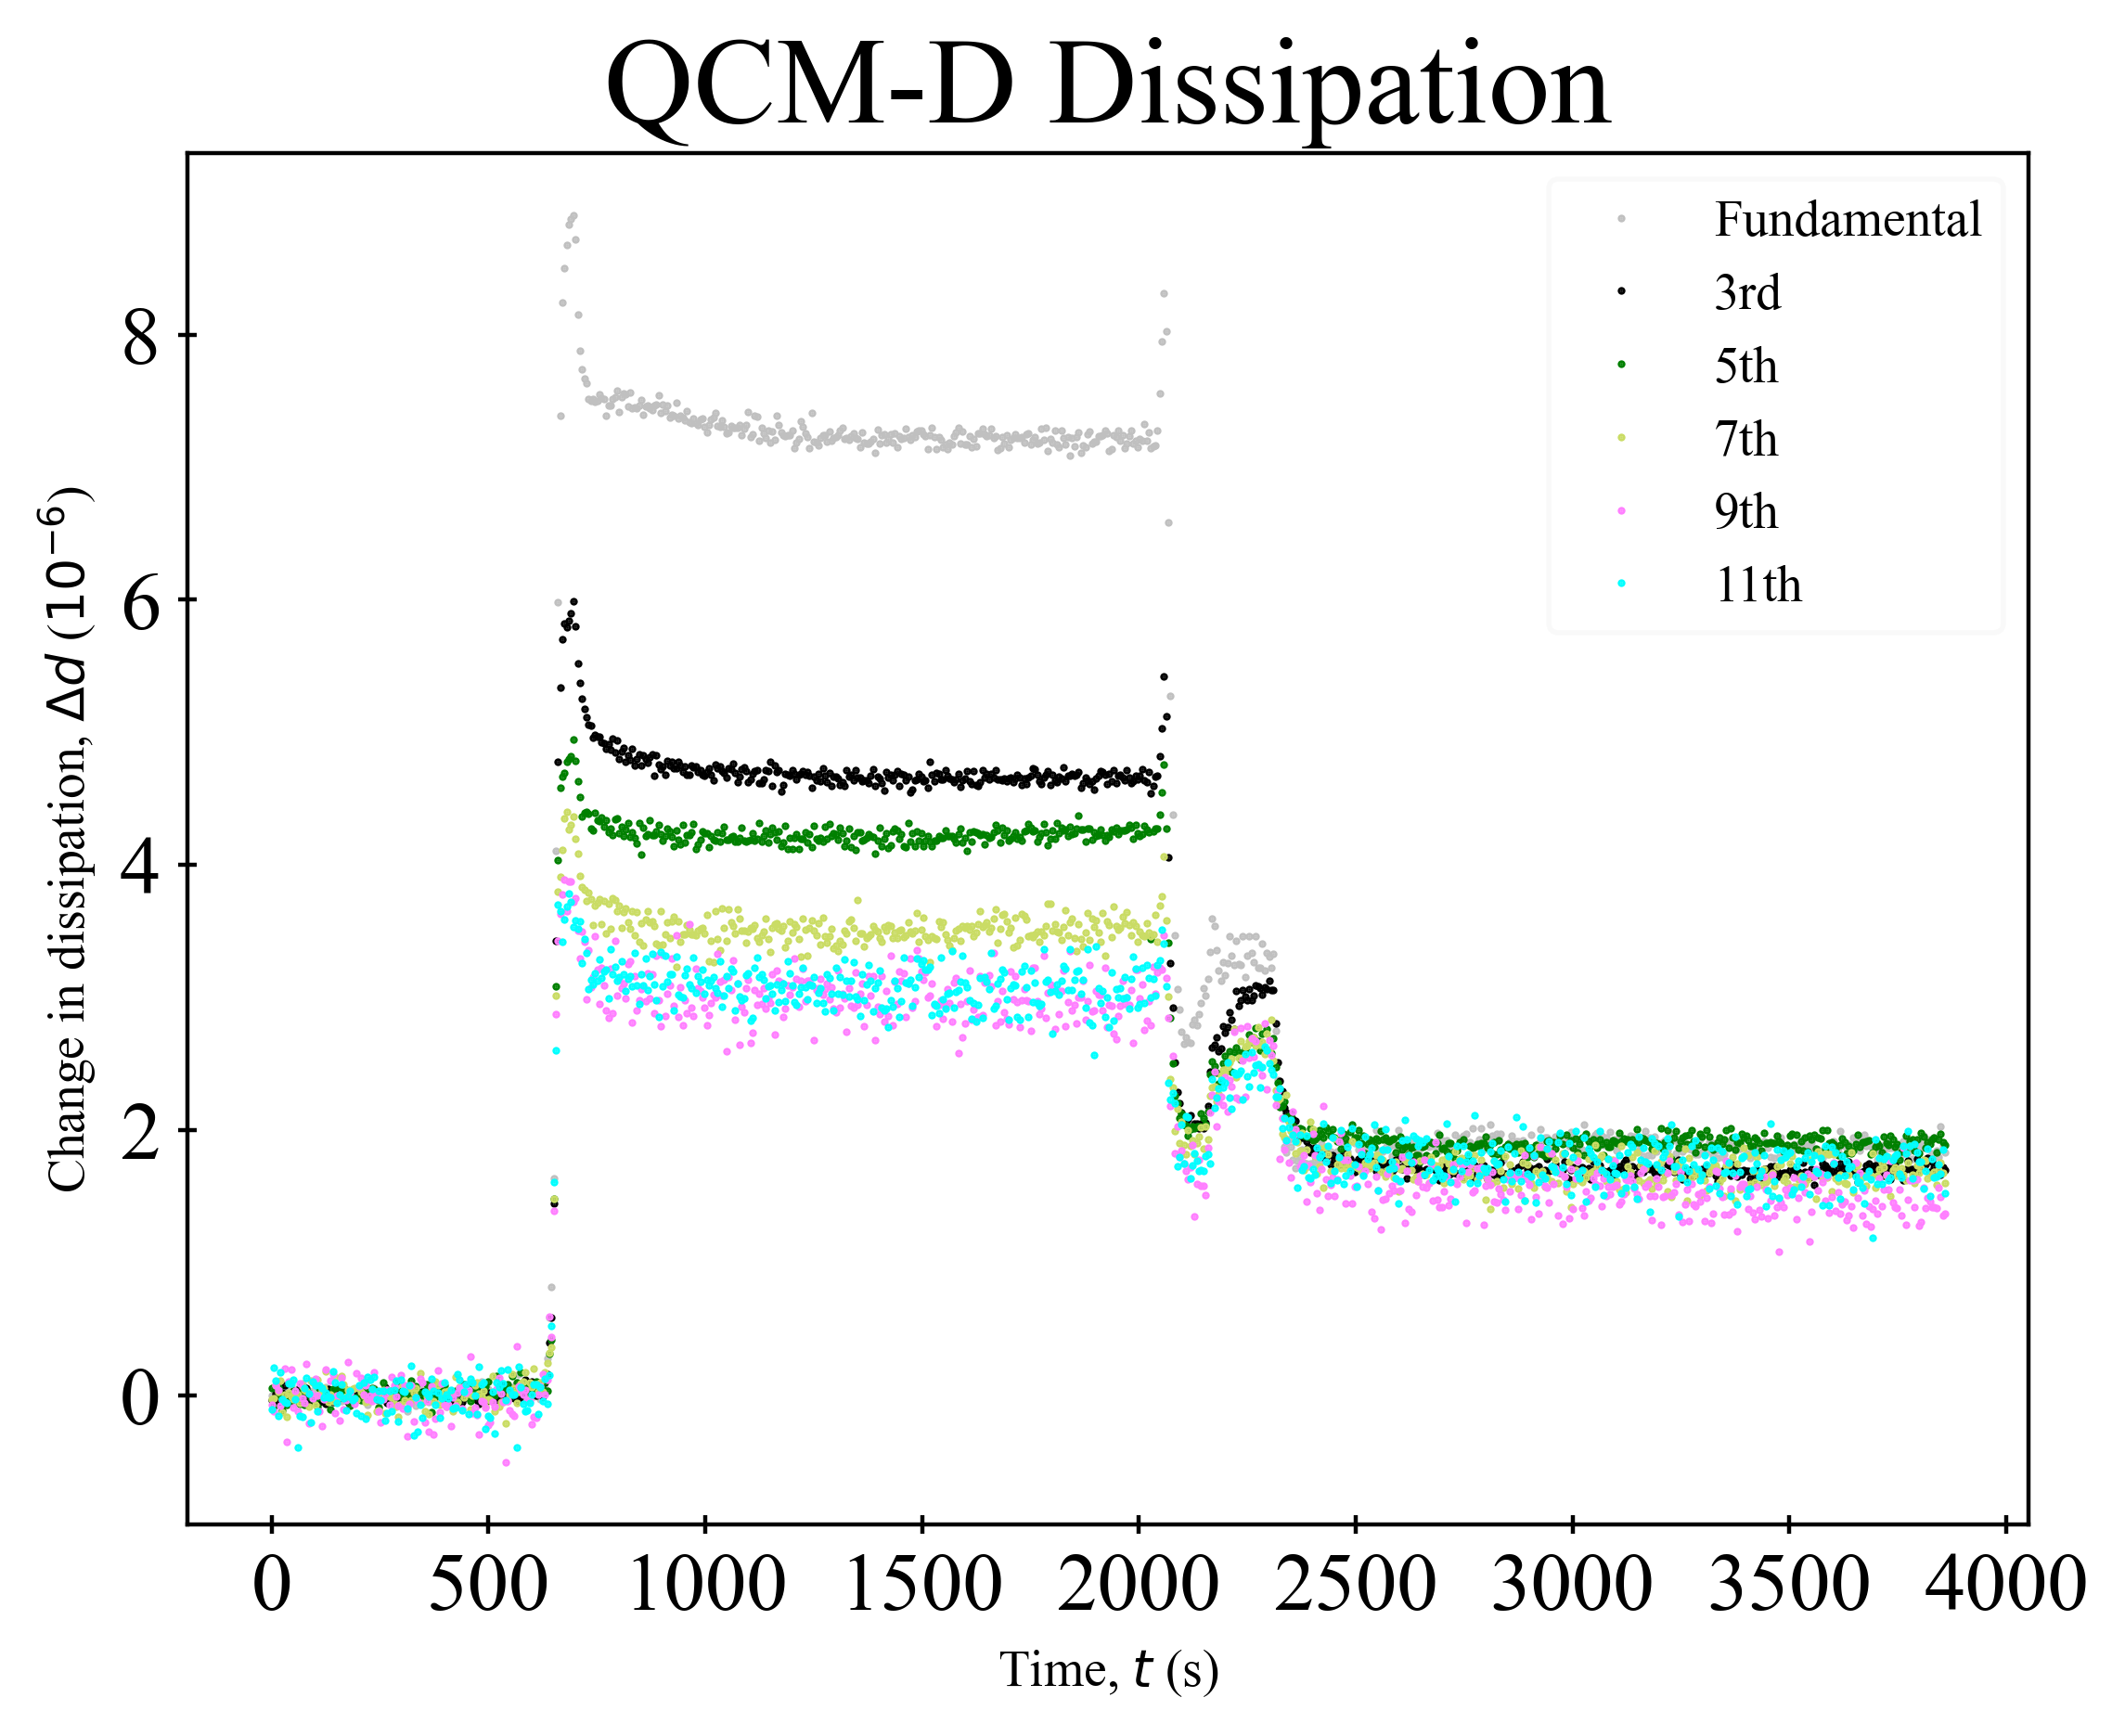 QCM-D Dissipation
Change in dissipation, Δd (10⁻⁶)
8
6
4
2
0
Fundamental
3rd
5th
7th
9th
11th
0 500 1000 1500 2000 2500 3000 3500 4000
Time, t (s)